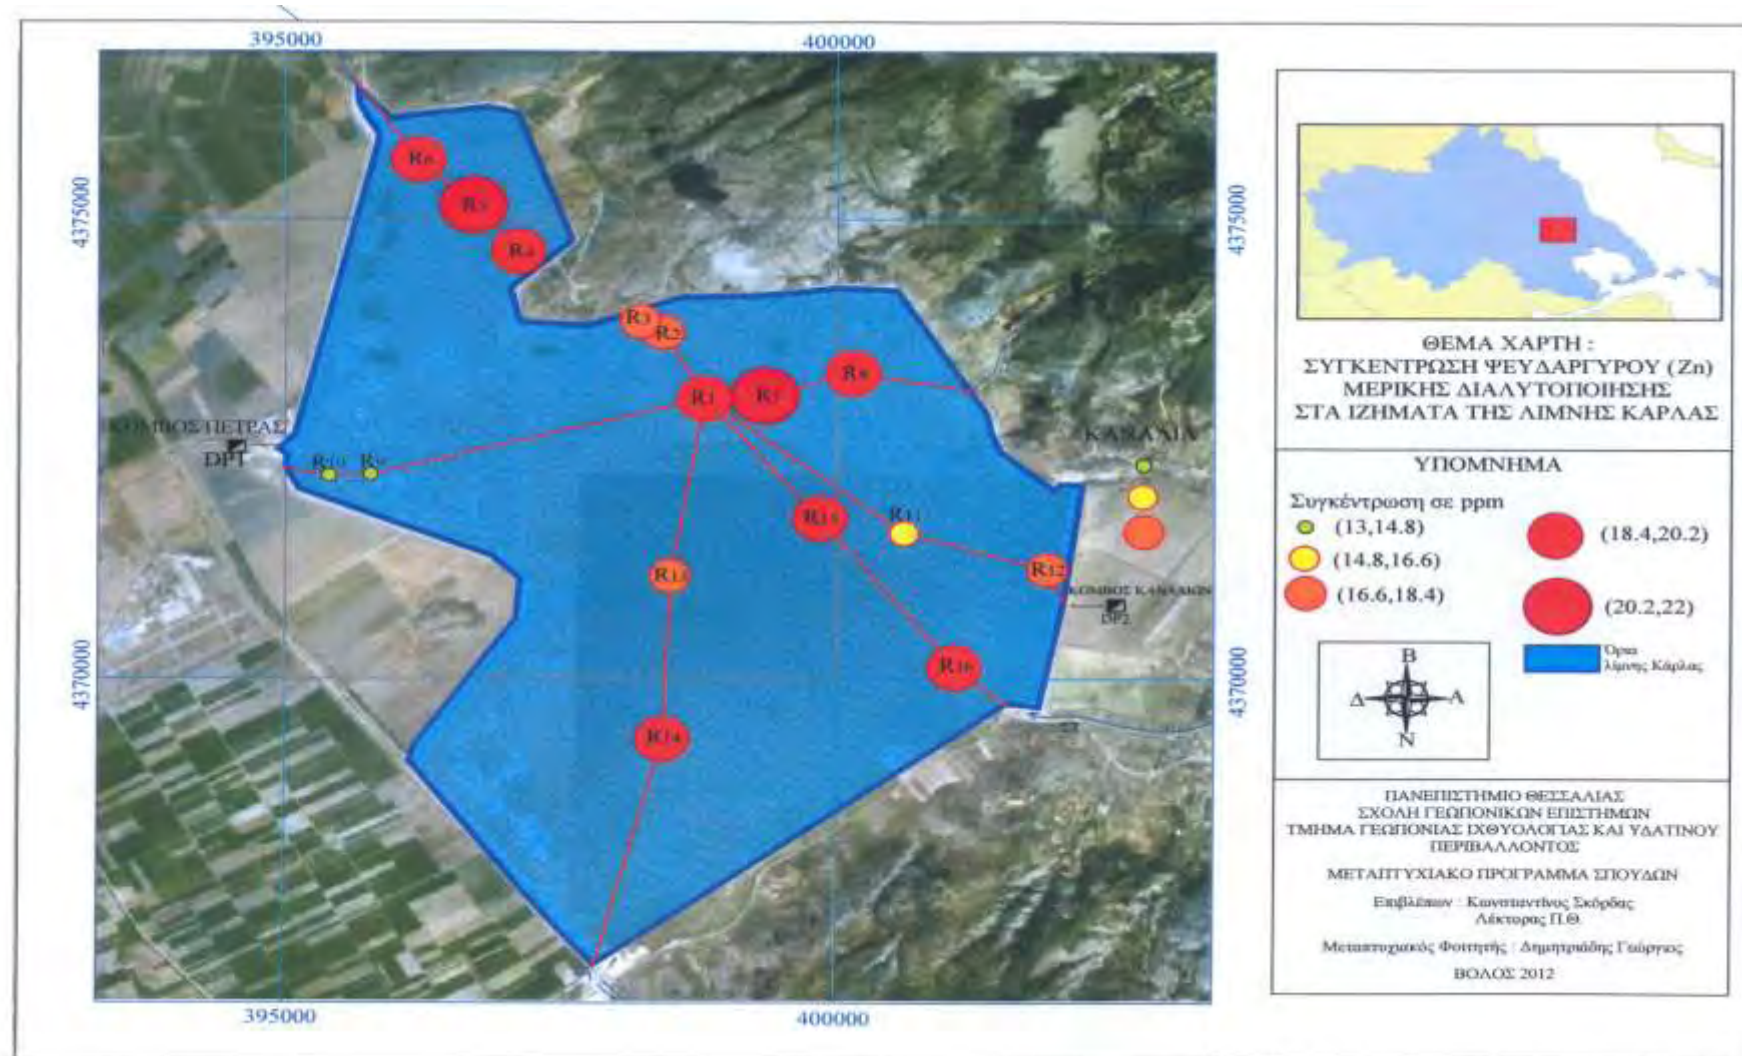 395000
400000
4375000
4375000
R6
R5
R4
R3
R2
R1
R8
ΚΟΜΒΟΣ ΠΕΤΡΑΣ
DP1
R10
R9
ΚΑΝΑΛΙΑ
R11
R12
R13
ΚΟΜΒΟΣ ΚΑΝΑΛΙΩΝ
DP2
R16
R14
4370000
4370000
395000
400000
ΘΕΜΑ ΧΑΡΤΗ :
ΣΥΓΚΕΝΤΡΩΣΗ ΨΕΥΔΑΡΓΥΡΟΥ (Zn)
ΜΕΡΙΚΗΣ ΔΙΑΛΥΤΟΠΟΙΗΣΗΣ
ΣΤΑ ΙΖΗΜΑΤΑ ΤΗΣ ΛΙΜΝΗΣ ΚΑΡΛΑΣ
ΥΠΟΜΝΗΜΑ
Συγκέντρωση σε ppm
(13,14.8)
(14.8,16.6)
(16.6,18.4)
(18.4,20.2)
(20.2,22)
Όρια
λίμνης Κάρλας
Β
Δ
Α
Ν
ΠΑΝΕΠΙΣΤΗΜΙΟ ΘΕΣΣΑΛΙΑΣ
ΣΧΟΛΗ ΓΕΩΠΟΝΙΚΩΝ ΕΠΙΣΤΗΜΩΝ
ΤΜΗΜΑ ΓΕΩΠΟΝΙΑΣ ΙΧΘΥΟΛΟΓΙΑΣ ΚΑΙ ΥΔΑΤΙΝΟΥ
ΠΕΡΙΒΑΛΛΟΝΤΟΣ
ΜΕΤΑΠΤΥΧΙΑΚΟ ΠΡΟΓΡΑΜΜΑ ΣΠΟΥΔΩΝ
Επιβλέπων : Κωνσταντίνος Σκόρδας
Λέκτορας Π.Θ.
Μεταπτυχιακός Φοιτητής : Δημητριάδης Γεώργιος
ΒΟΛΟΣ 2012